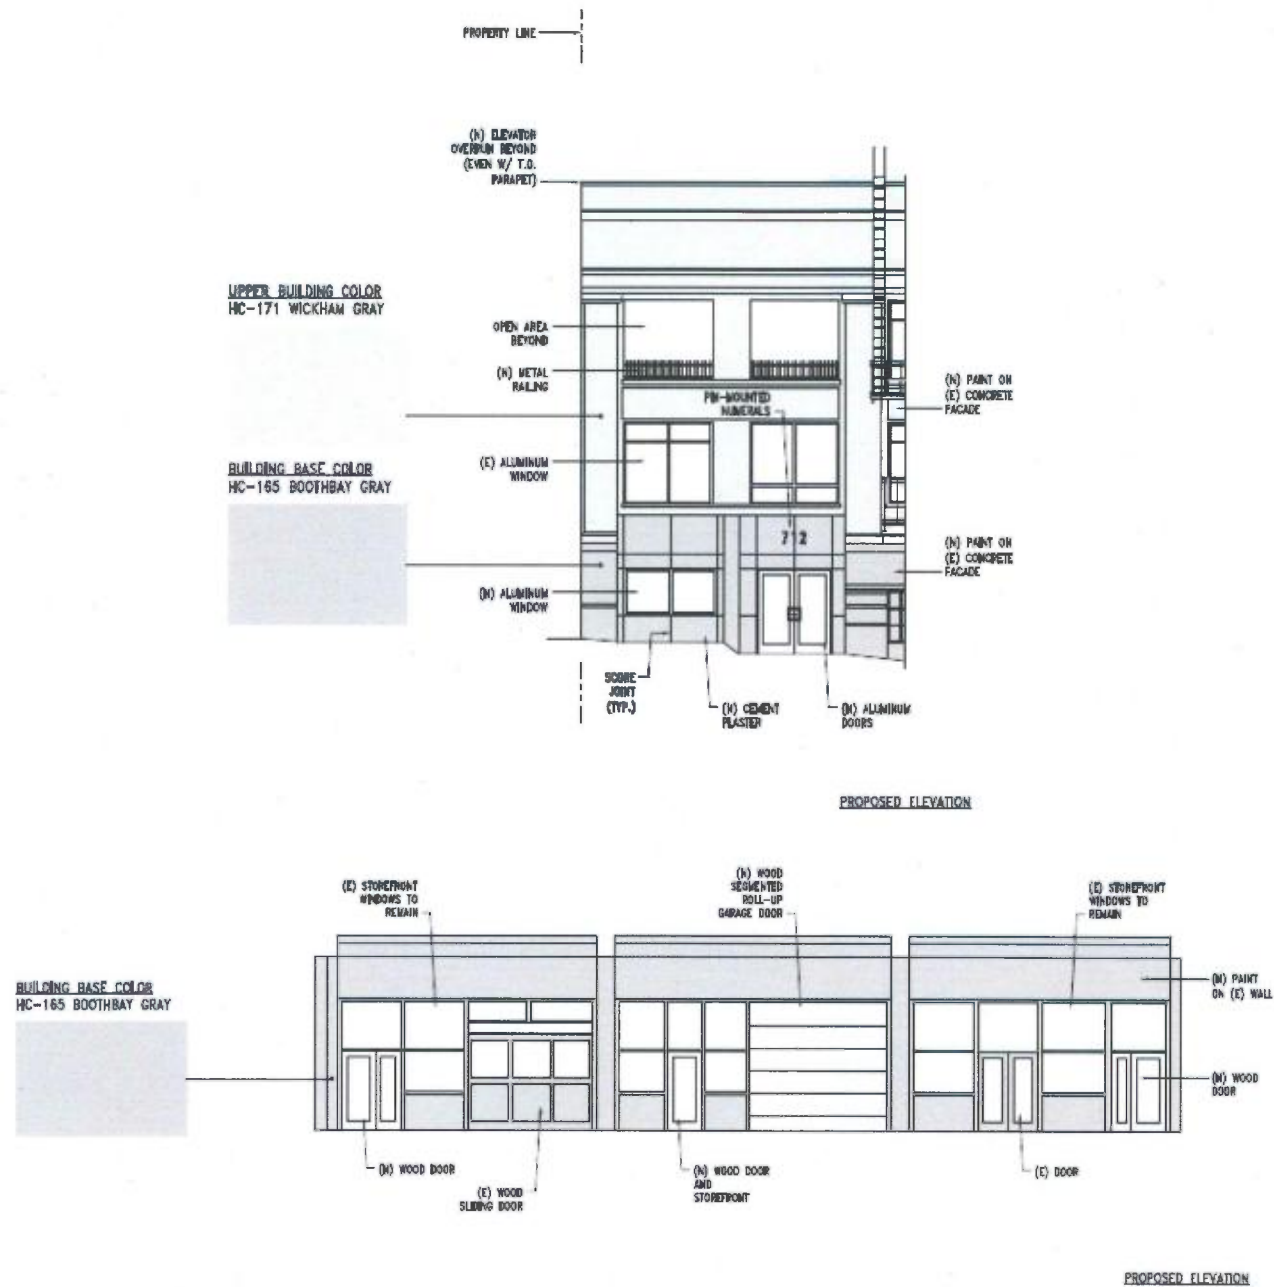 PROPERTY LINE
(N) ELEVATOR
OVERRUN BEYOND
(EVEN W/ T.O.
PARAPET)
UPPER BUILDING COLOR
HC-171 WICKHAM GRAY
OPEN AREA
BEYOND
(N) METAL
RAILING
PIN-MOUNTED
NUMERALS
(N) PAINT ON
(E) CONCRETE
FACADE
(E) ALUMINUM
WINDOW
BUILDING BASE COLOR
HC-165 BOOTHBAY GRAY
712
(N) PAINT ON
(E) CONCRETE
FACADE
(N) ALUMINUM
WINDOW
SCORE
JOINT
(TYP.)
(N) CEMENT
PLASTER
(N) ALUMINUM
DOORS
PROPOSED ELEVATION
(E) STOREFRONT
WINDOWS TO
REMAIN
(N) WOOD
SEGMENTED
ROLL-UP
GARAGE DOOR
(E) STOREFRONT
WINDOWS TO
REMAIN
BUILDING BASE COLOR
HC-165 BOOTHBAY GRAY
(N) PAINT
ON (E) WALL
(N) WOOD
DOOR
(N) WOOD DOOR
(E) WOOD
SLIDING DOOR
(N) WOOD DOOR
AND
STOREFRONT
(E) DOOR
PROPOSED ELEVATION